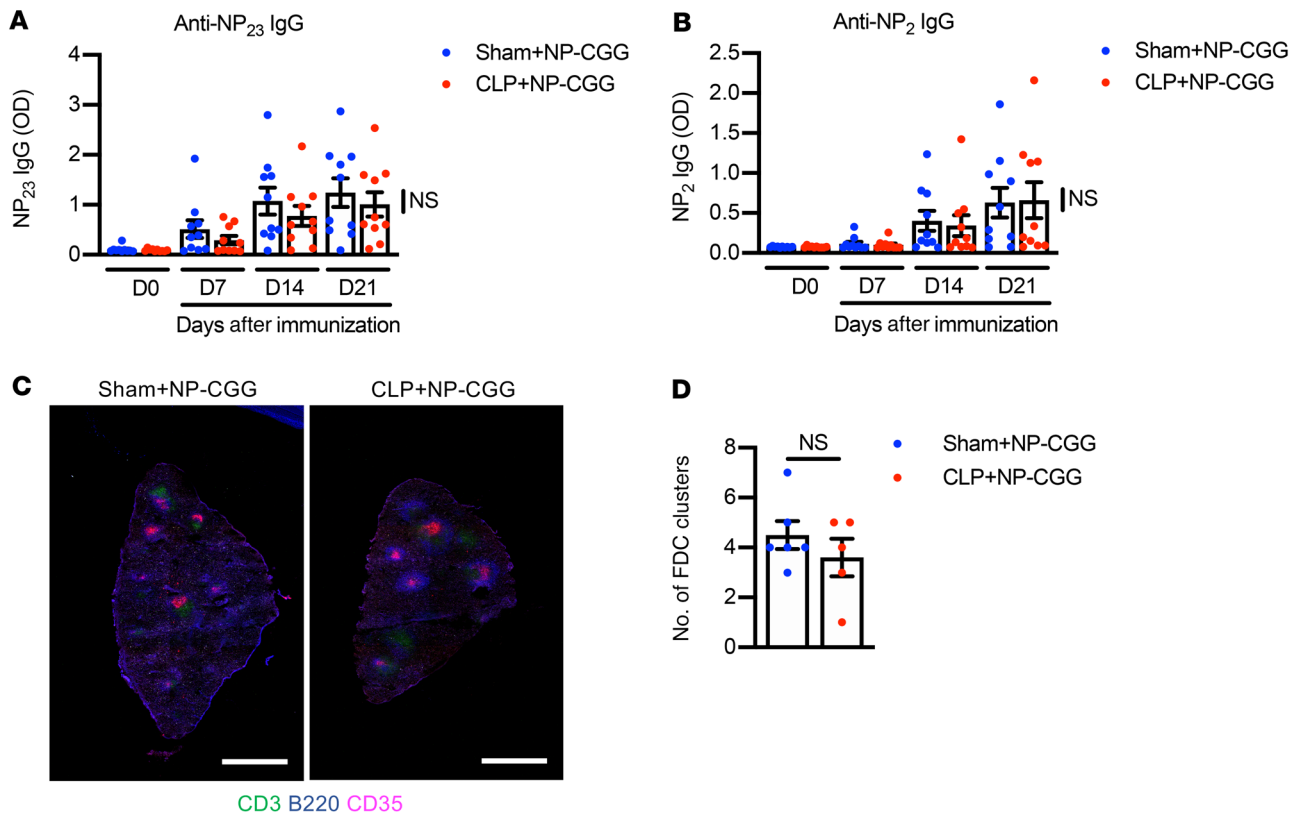 A
Anti-NP23 IgG
NP23 IgG (OD)
4
3
2
1
0
Sham+NP-CGG
CLP+NP-CGG
NS
D0 D7 D14 D21
Days after immunization
B
Anti-NP2 IgG
NP2 IgG (OD)
2.5
2.0
1.5
1.0
0.5
0.0
Sham+NP-CGG
CLP+NP-CGG
NS
D0 D7 D14 D21
Days after immunization
C
Sham+NP-CGG CLP+NP-CGG
CD3 B220 CD35
D
No. of FDC clusters
8
6
4
2
0
NS
Sham+NP-CGG
CLP+NP-CGG